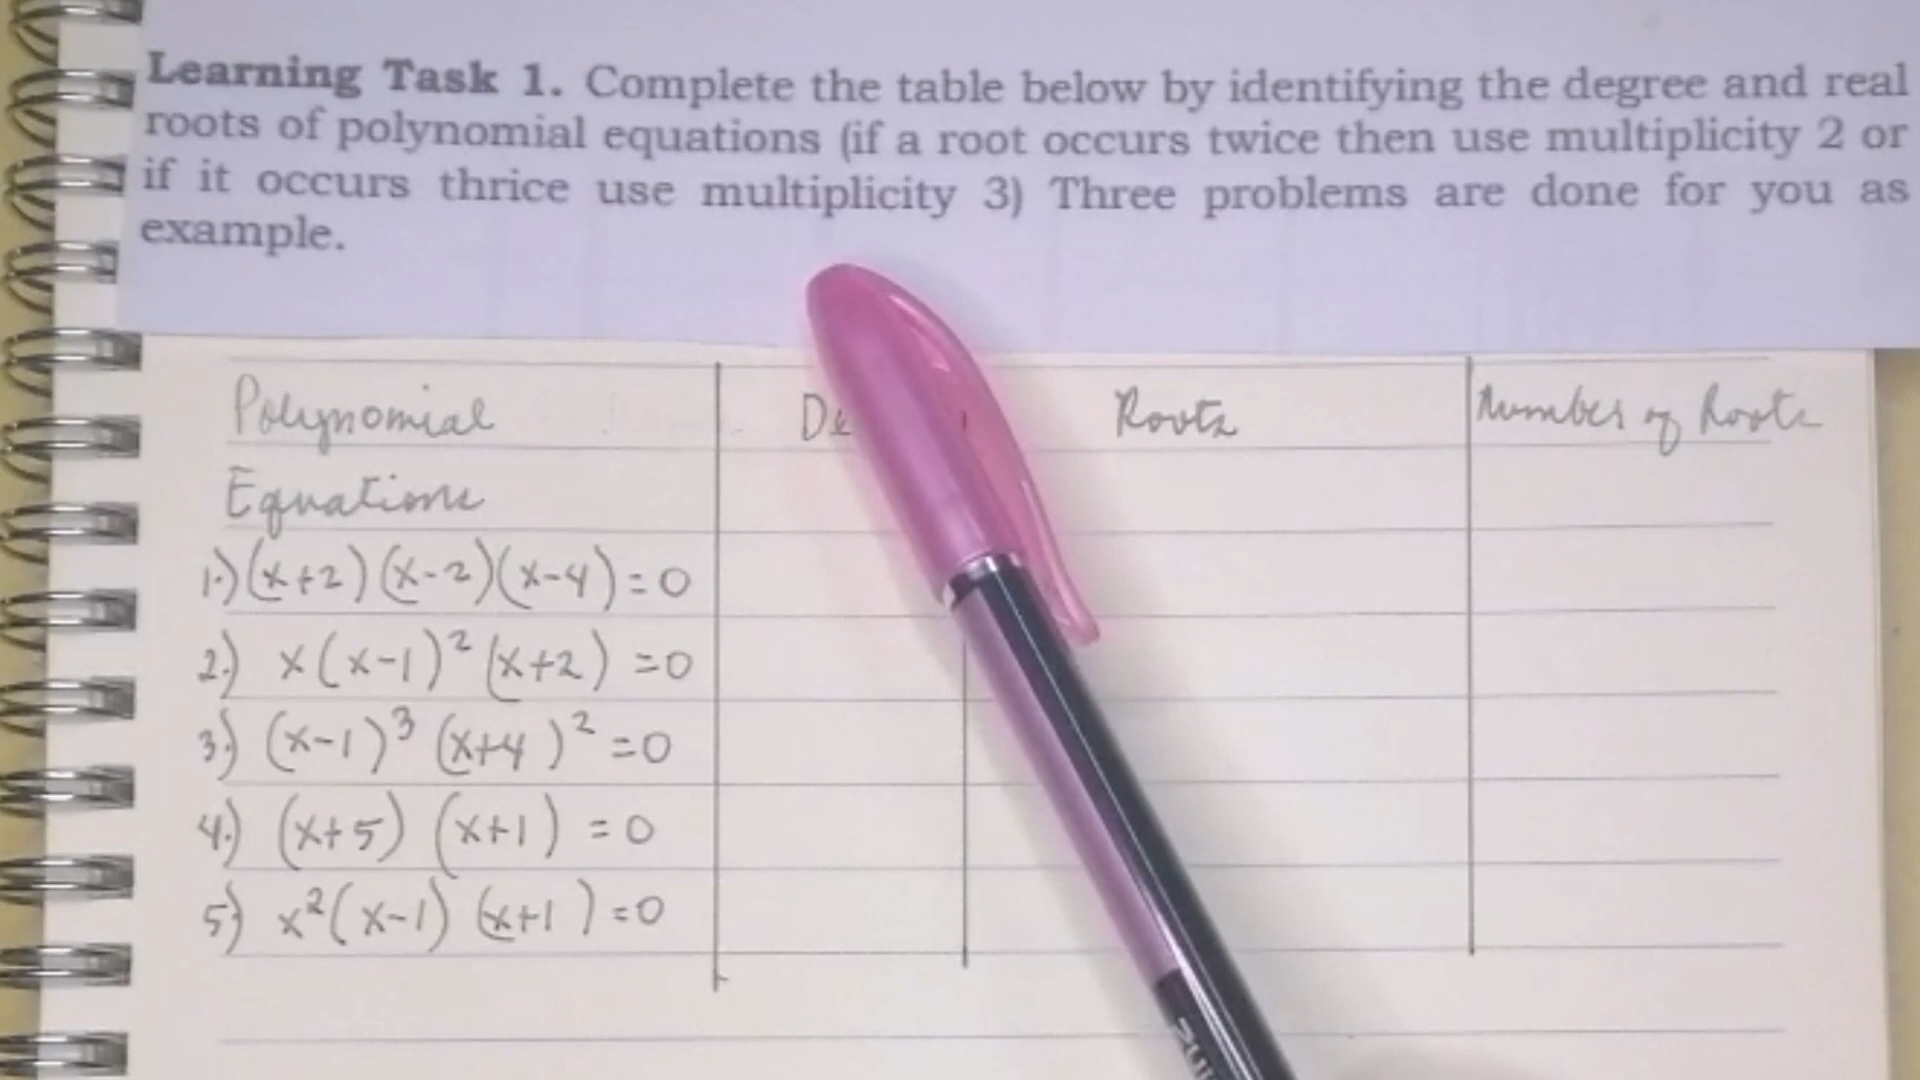 Learning Task 1. Complete the table below by identifying the degree and real
roots of polynomial equations (if a root occurs twice then use multiplicity 2 or
if it occurs thrice use multiplicity 3) Three problems are done for you as
example.
Polynomial Roots Number of Roots
Equations
1.) (x+2) (x-2)(x-4) = 0
2.) x(x-1)² (x+2) =0
3.) (x-1)³ (x+4)² =0
4.) (x+5) (x+1) = 0
5.) x²(x-1) (x+1) =0